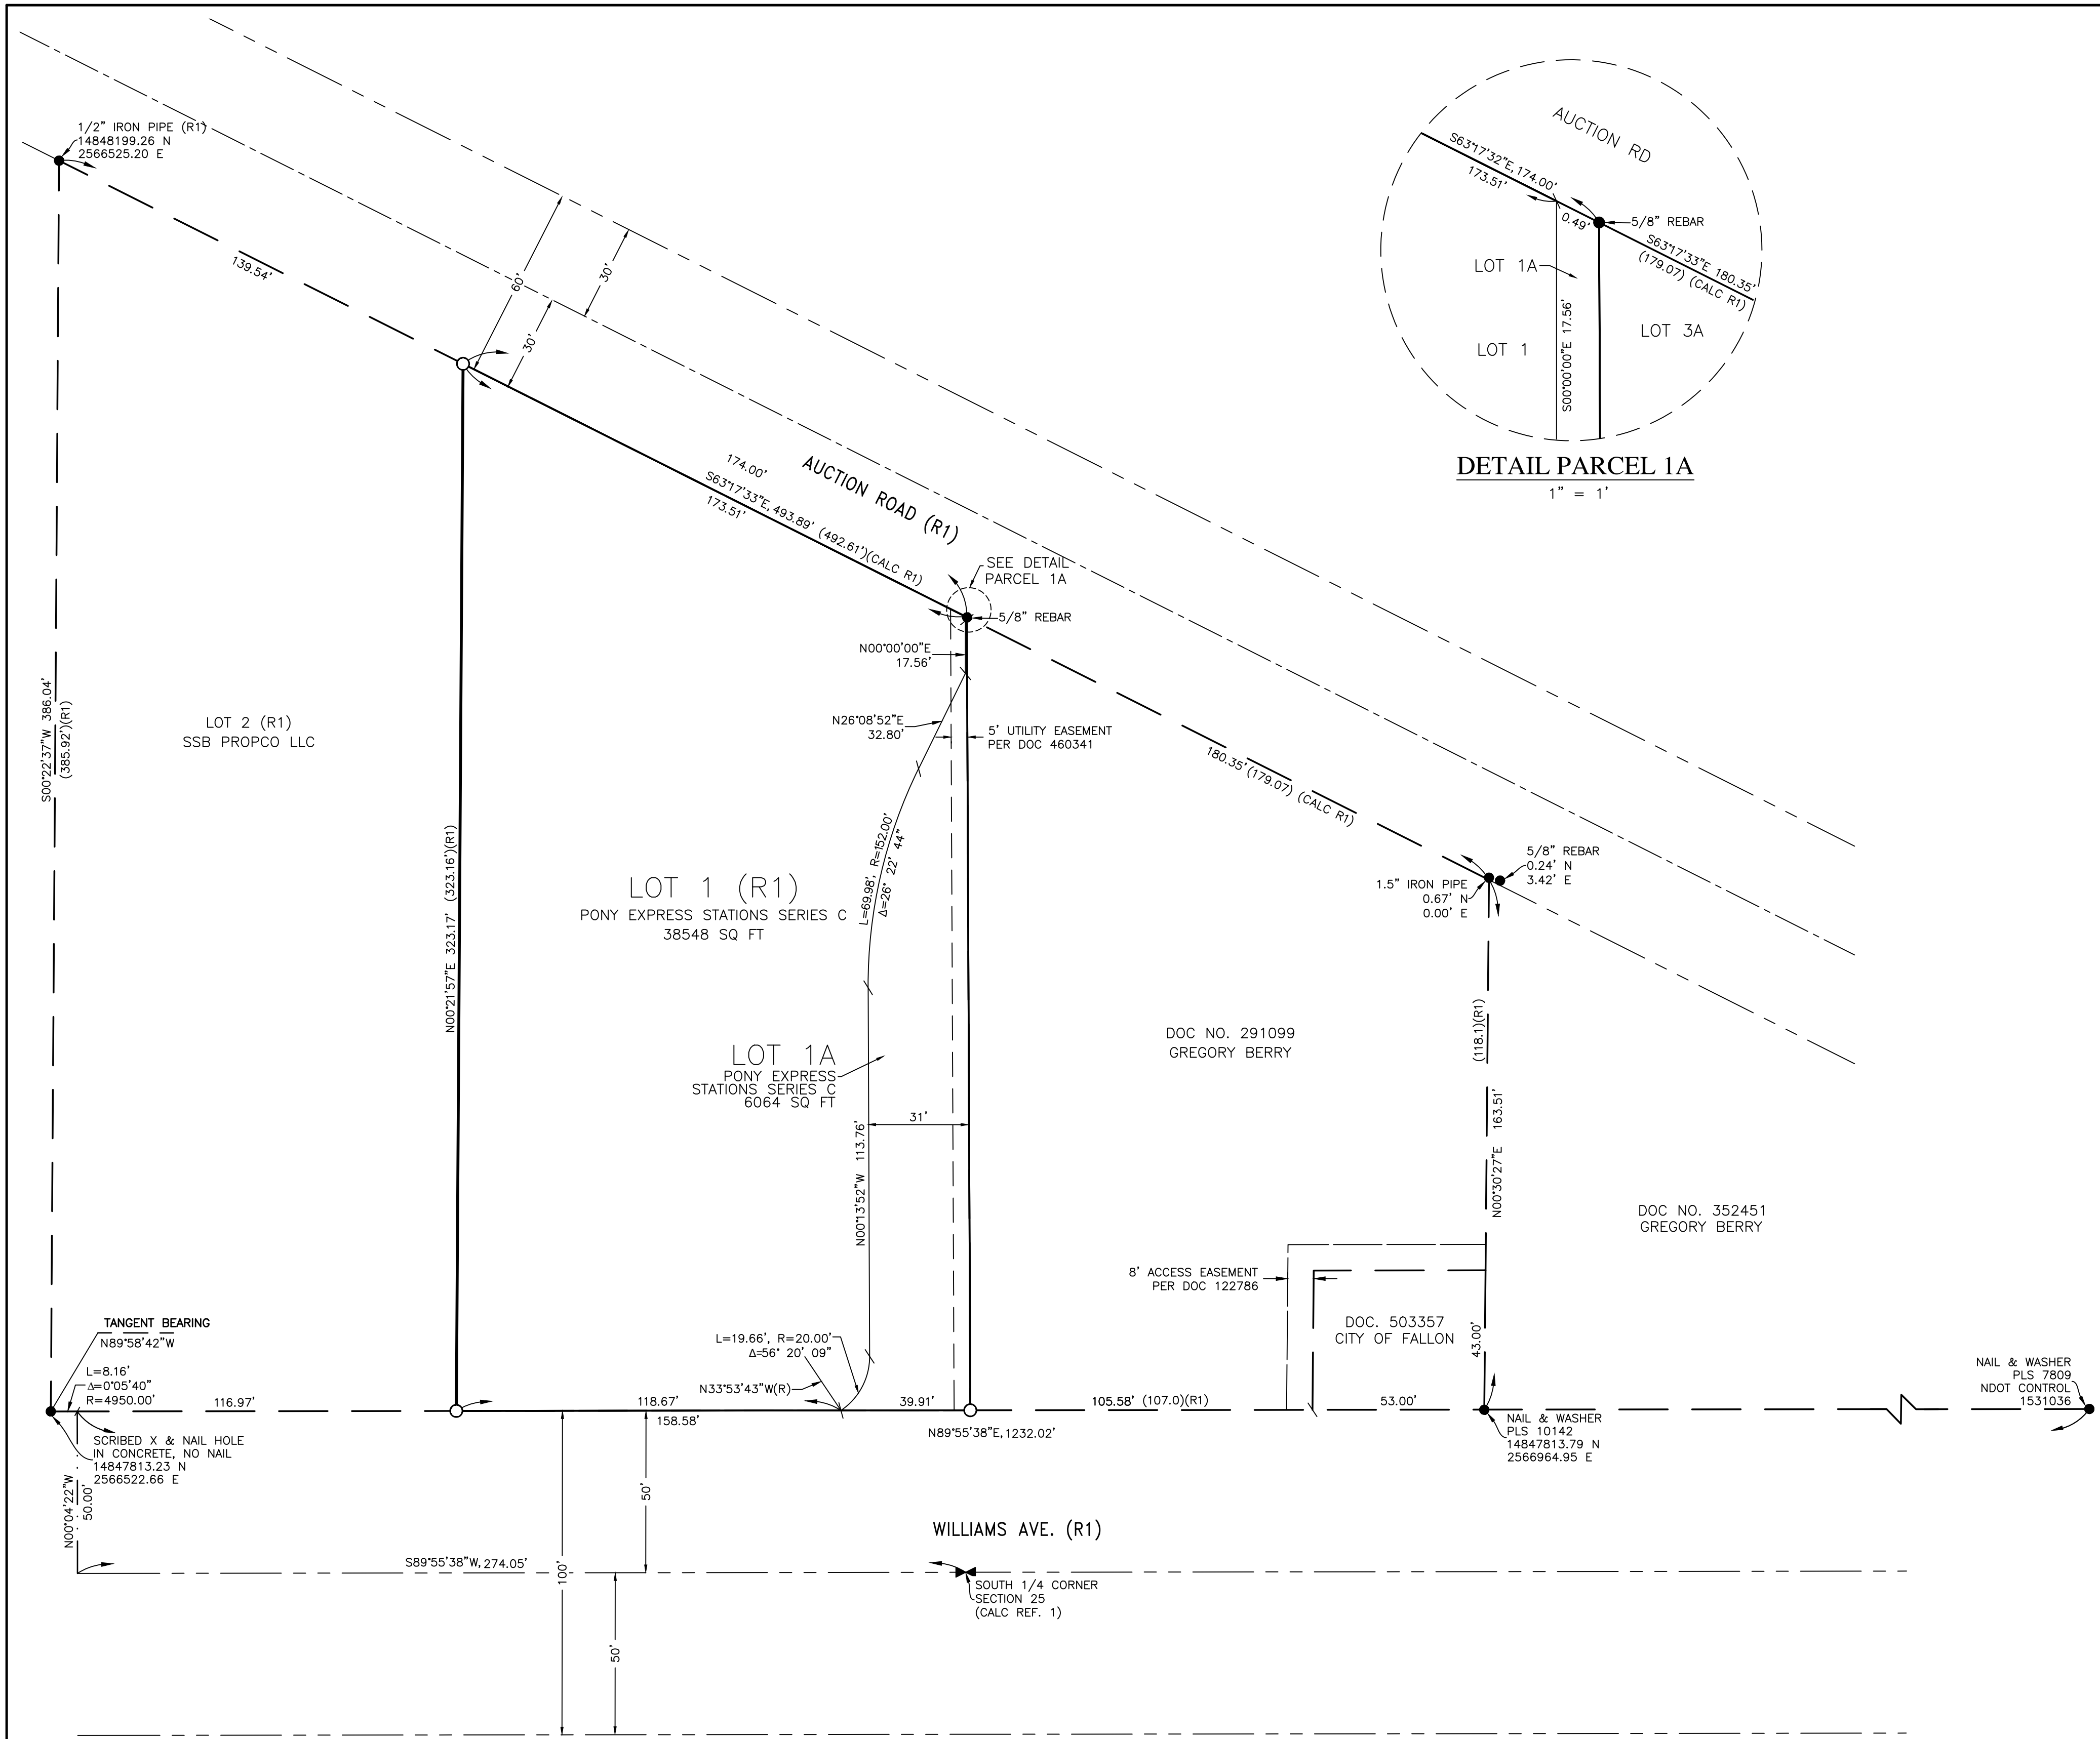 1/2" IRON PIPE (R1)
14848199.26 N
2566525.20 E
139.54'
60'
30'
30'
AUCTION RD
S63°17'32"E, 174.00'
173.51'
0.49'
5/8" REBAR
S63°17'33"E 180.35'
(179.07) (CALC R1)
LOT 1A
LOT 1
S00°00'00"E 17.56'
LOT 3A
DETAIL PARCEL 1A
1" = 1'
174.00'
S63°17'33"E, 493.89' (492.61')(CALC R1)
173.51'
AUCTION ROAD (R1)
SEE DETAIL
PARCEL 1A
5/8" REBAR
N00°00'00"E
17.56'
N26°08'52"E
32.80'
5' UTILITY EASEMENT
PER DOC 460341
180.35'(179.07) (CALC R1)
S00°22'37"W 386.04'
(385.92')(R1)
LOT 2 (R1)
SSB PROPCO LLC
N00°21'57"E 323.17' (323.16')(R1)
LOT 1 (R1)
PONY EXPRESS STATIONS SERIES C
38548 SQ FT
L=69.98', R=152.00'
Δ=26° 22' 44"
5/8" REBAR
0.24' N
3.42' E
1.5" IRON PIPE
0.67' N
0.00' E
LOT 1A
PONY EXPRESS
STATIONS SERIES C
6064 SQ FT
31'
N00°13'52"W 113.76'
DOC NO. 291099
GREGORY BERRY
(118.1)(R1)
N00°30'27"E 163.51'
DOC NO. 352451
GREGORY BERRY
8' ACCESS EASEMENT
PER DOC 122786
DOC. 503357
CITY OF FALLON
43.00'
TANGENT BEARING
N89°58'42"W
L=8.16'
Δ=0°05'40"
R=4950.00'
116.97'
L=19.66', R=20.00'
Δ=56° 20' 09"
N33°53'43"W(R)
118.67'
158.58'
39.91'
105.58' (107.0)(R1)
53.00'
N89°55'38"E, 1232.02'
NAIL & WASHER
PLS 7809
NDOT CONTROL
1531036
NAIL & WASHER
PLS 10142
14847813.79 N
2566964.95 E
SCRIBED X & NAIL HOLE
IN CONCRETE, NO NAIL
14847813.23 N
2566522.66 E
N00°04'22"W
50.00'
50'
100'
50'
WILLIAMS AVE. (R1)
S89°55'38"W, 274.05'
SOUTH 1/4 CORNER
SECTION 25
(CALC REF. 1)